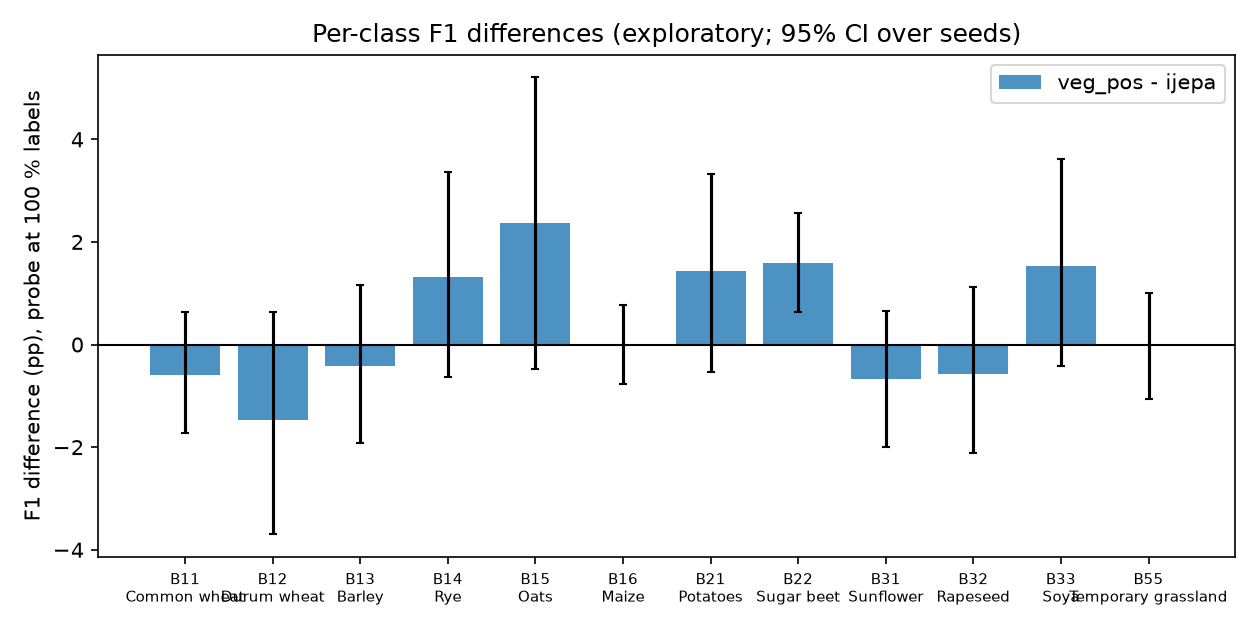 Per-class F1 differences (exploratory; 95% CI over seeds)
veg_pos - ijepa
F1 difference (pp), probe at 100 % labels
4
2
0
−2
−4
B11 B12 B13 B14 B15 B16 B21 B22 B31 B32 B33 B55
Common wheat Durum wheat Barley Rye Oats Maize Potatoes Sugar beet Sunflower Rapeseed Soya Temporary grassland